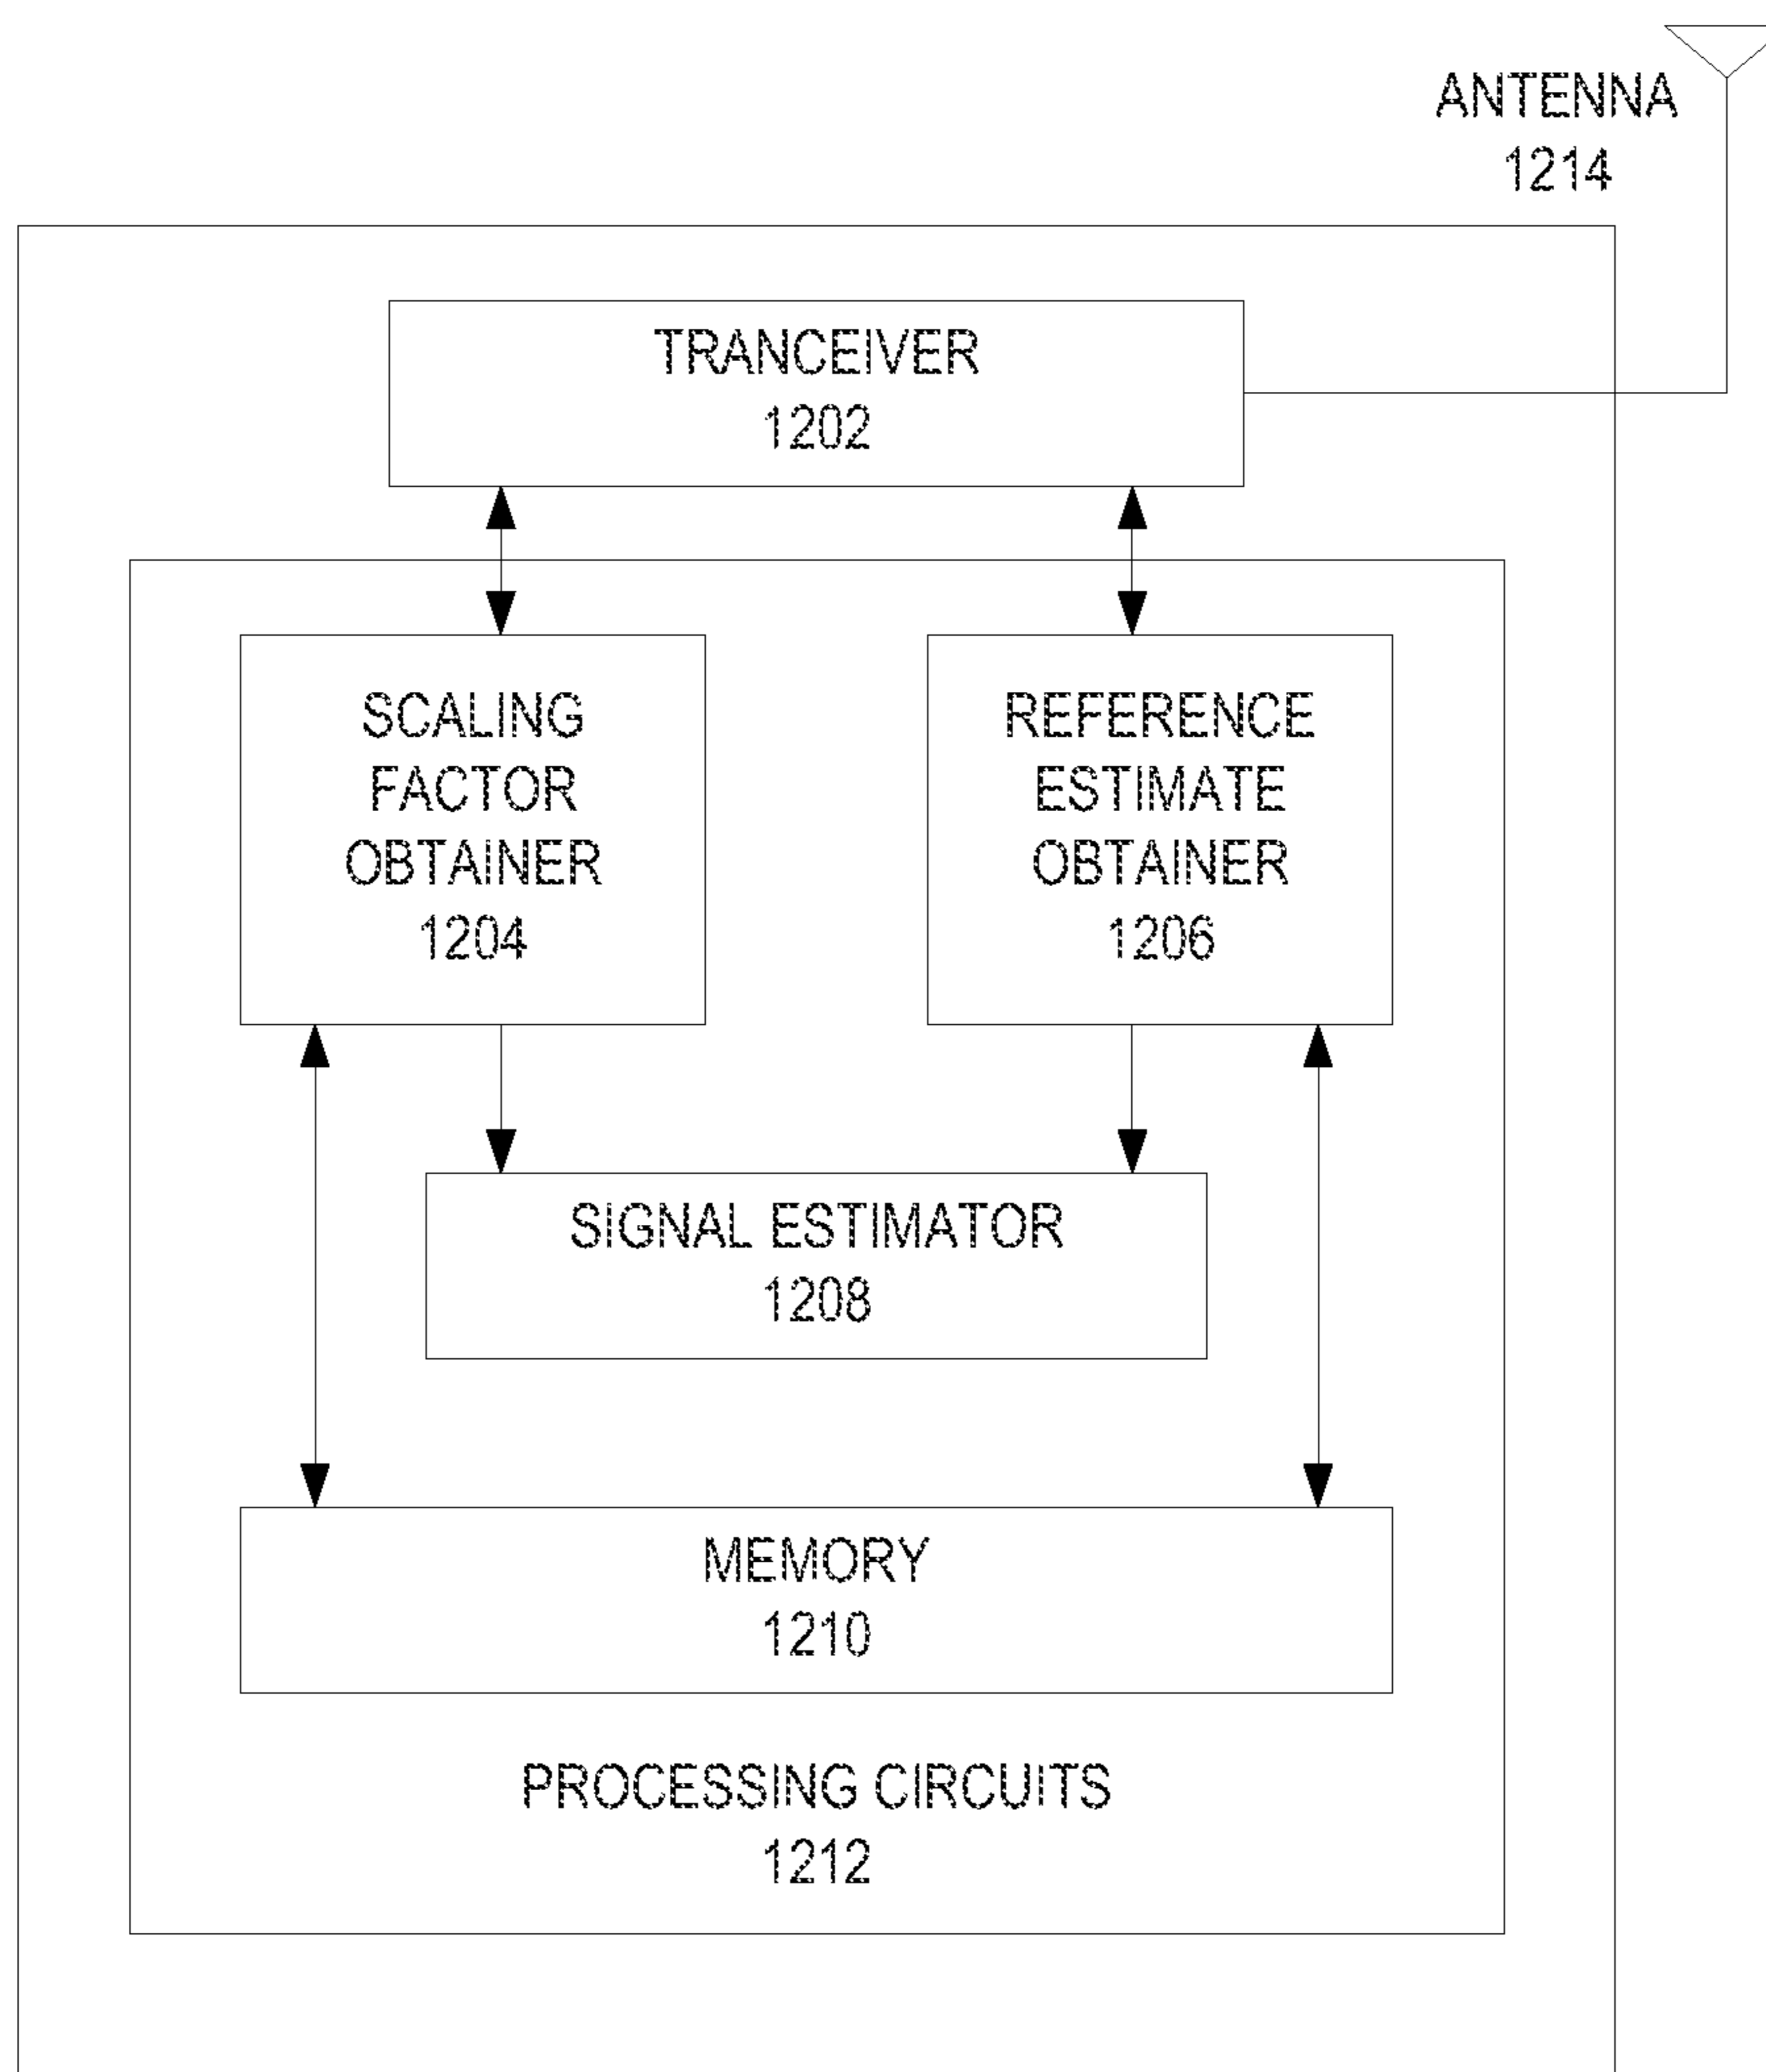 ANTENNA
1214
TRANCEIVER
1202
SCALING
FACTOR
OBTAINER
1204
REFERENCE
ESTIMATE
OBTAINER
1206
SIGNAL ESTIMATOR
1208
MEMORY
1210
PROCESSING CIRCUITS
1212